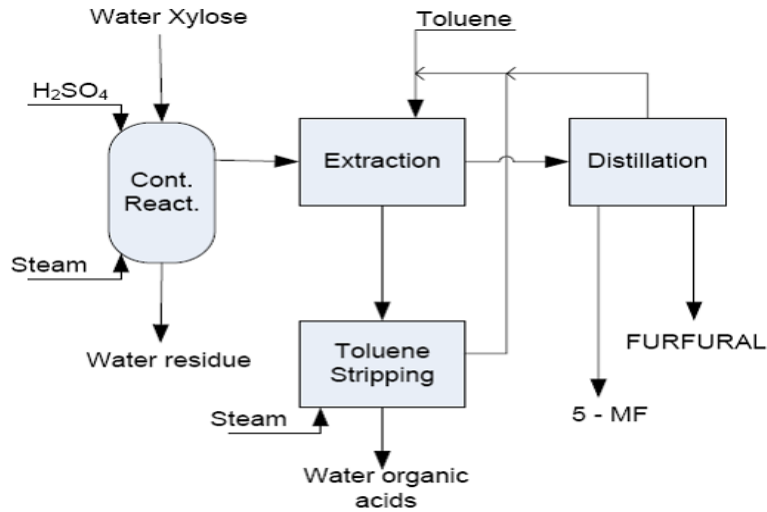 Water Xylose
Toluene
H₂SO₄
Extraction
Distillation
Cont.
React.
Steam
FURFURAL
Water residue
Toluene
Stripping
Steam
5 - MF
Water organic
acids